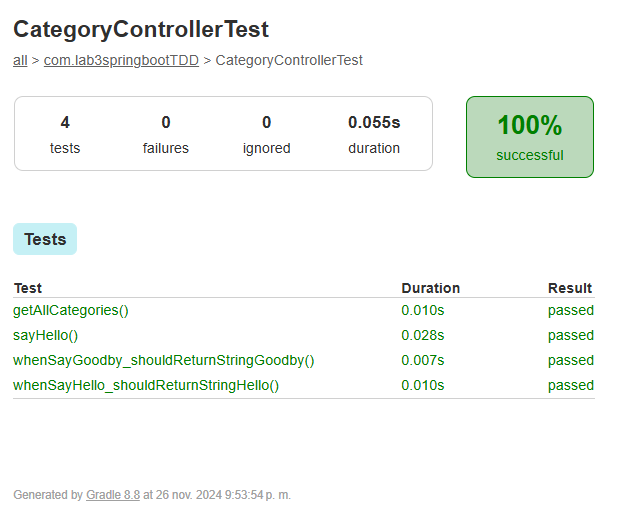 CategoryControllerTest
all > com.lab3springbootTDD > CategoryControllerTest
4 0 0 0.055s
tests failures ignored duration
100%
successful
Tests
Test Duration Result
getAllCategories() 0.010s passed
sayHello() 0.028s passed
whenSayGoodby_shouldReturnStringGoodby() 0.007s passed
whenSayHello_shouldReturnStringHello() 0.010s passed
Generated by Gradle 8.8 at 26 nov. 2024 9:53:54 p. m.